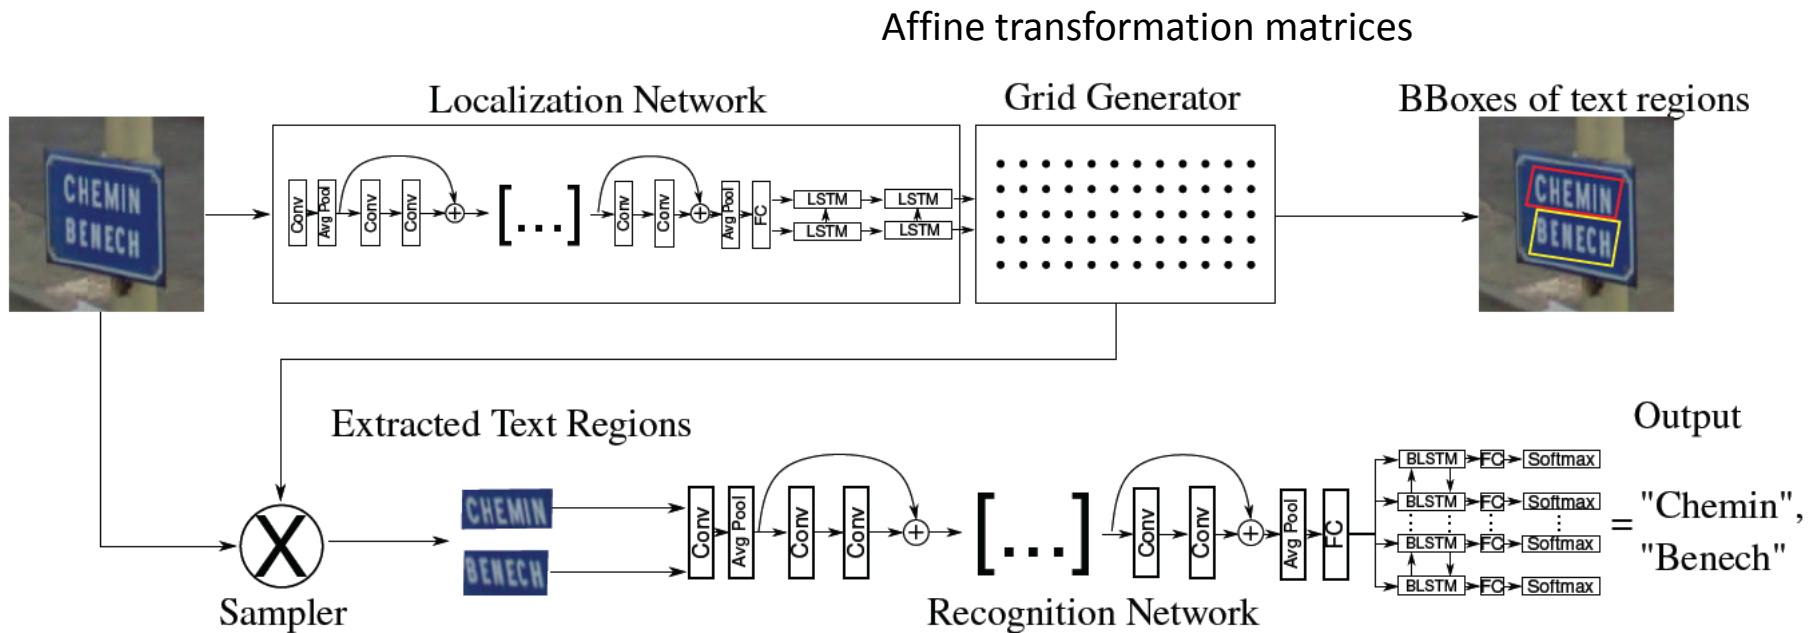 Affine transformation matrices
Localization Network
Grid Generator
BBoxes of text regions
CHEMIN
BENECH
Conv
Avg Pool
Conv
Conv
+
[...]
Conv
Conv
+
Avg Pool
FC
LSTM
LSTM
LSTM
LSTM
CHEMIN
BENECH
Extracted Text Regions
Output
X
Sampler
CHEMIN
BENECH
Conv
Avg Pool
Conv
Conv
+
[...]
Conv
Conv
+
Avg Pool
FC
BLSTM FC Softmax
BLSTM FC Softmax
BLSTM FC Softmax
BLSTM FC Softmax
= "Chemin",
"Benech"
Recognition Network